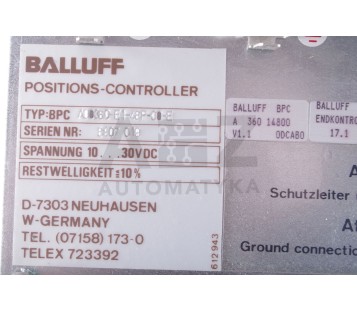 BALLUFF
POSITIONS-CONTROLLER
TYP:BPC
SERIEN NR:
SPANNUNG 10...30VDC
RESTWELLIGKEIT:10%
D-7303 NEUHAUSEN
W-GERMANY
TEL. (07158) 173-0
TELEX 723392
612943
BALLUFF BPC
A 360 14800
V1.1 0DCAB0
BALLUFF
ENDKONTRO
17.1
A
Schutzleiter
At
Ground connection
AUTOMATYKA